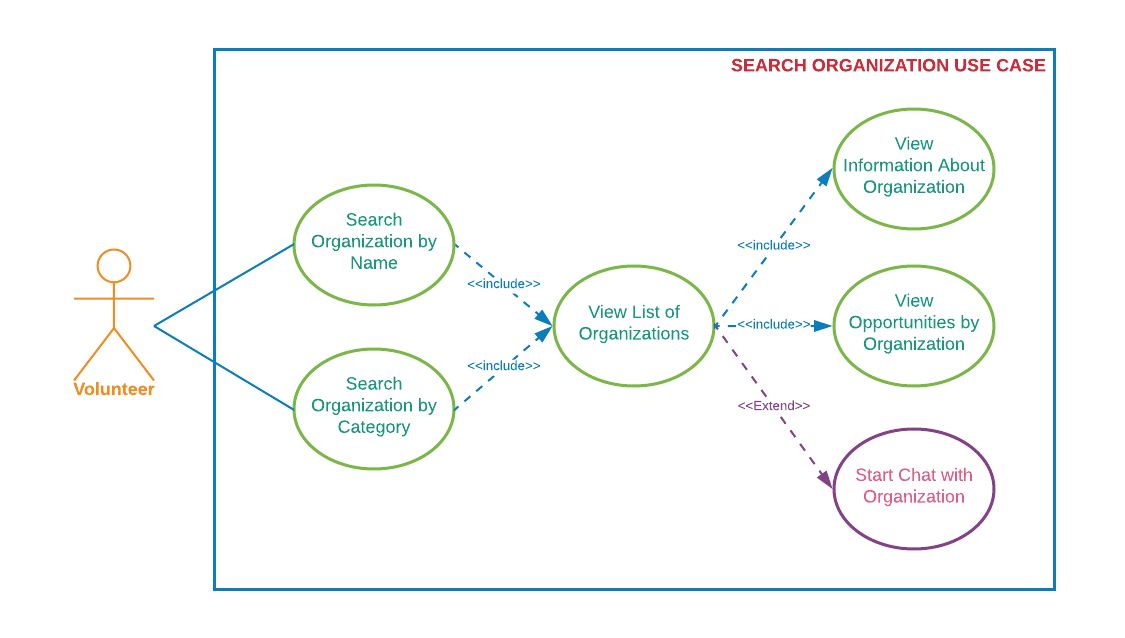 SEARCH ORGANIZATION USE CASE
Volunteer
Search
Organization by
Name
Search
Organization by
Category
<<include>>
<<include>>
View List of
Organizations
<<include>>
<<include>>
<<Extend>>
View
Information About
Organization
View
Opportunities by
Organization
Start Chat with
Organization